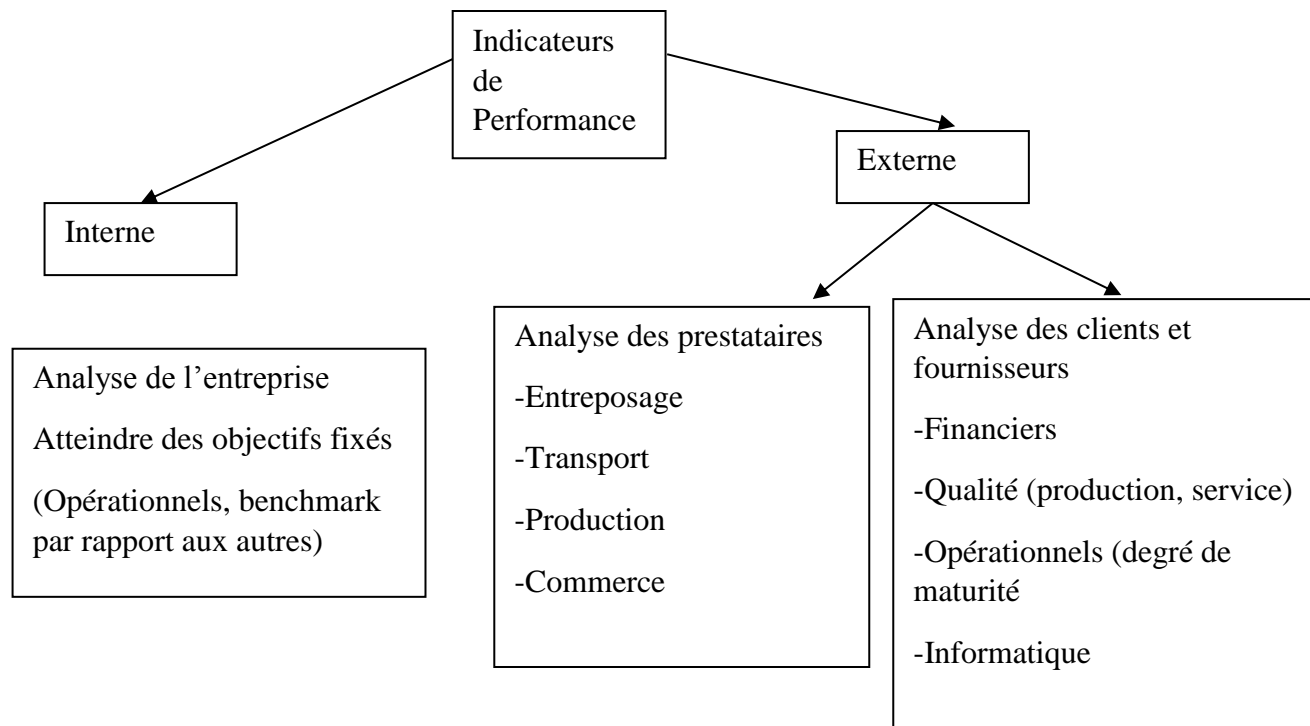 Indicateurs
de
Performance
Externe
Interne
Analyse de l’entreprise
Atteindre des objectifs fixés
(Opérationnels, benchmark
par rapport aux autres)
Analyse des prestataires
-Entreposage
-Transport
-Production
-Commerce
Analyse des clients et
fournisseurs
-Financiers
-Qualité (production, service)
-Opérationnels (degré de
maturité
-Informatique